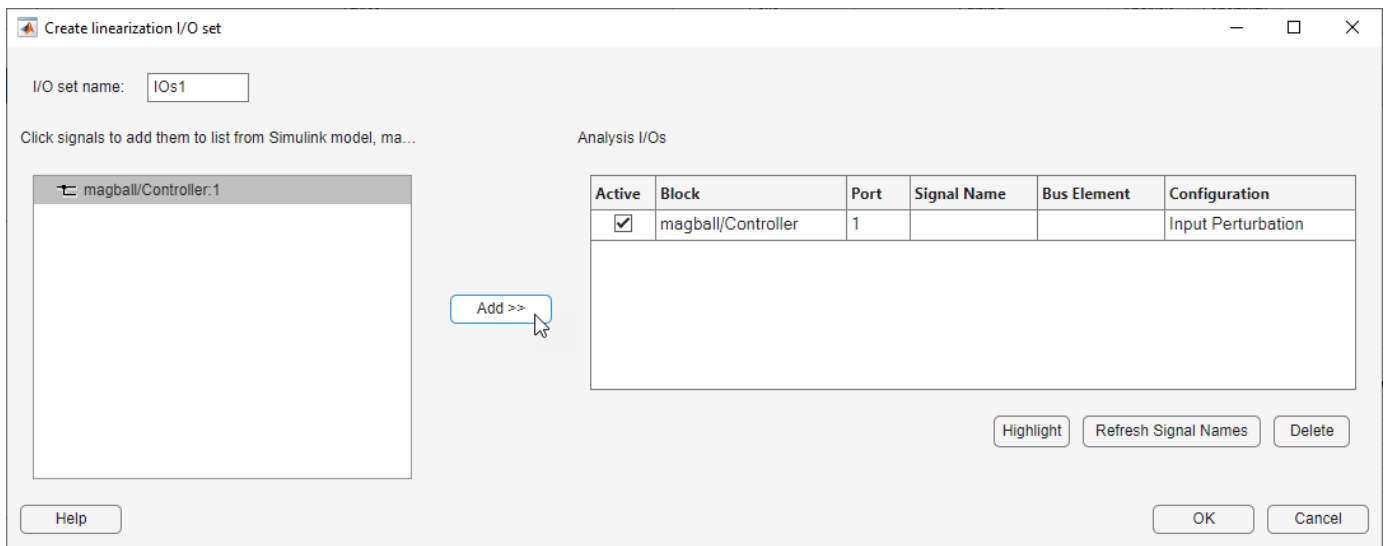 Create linearization I/O set
I/O set name: IOs1
Click signals to add them to list from Simulink model, ma...
Analysis I/Os
magball/Controller:1
Active Block Port Signal Name Bus Element Configuration
magball/Controller 1 Input Perturbation
Add >>
Highlight Refresh Signal Names Delete
Help OK Cancel